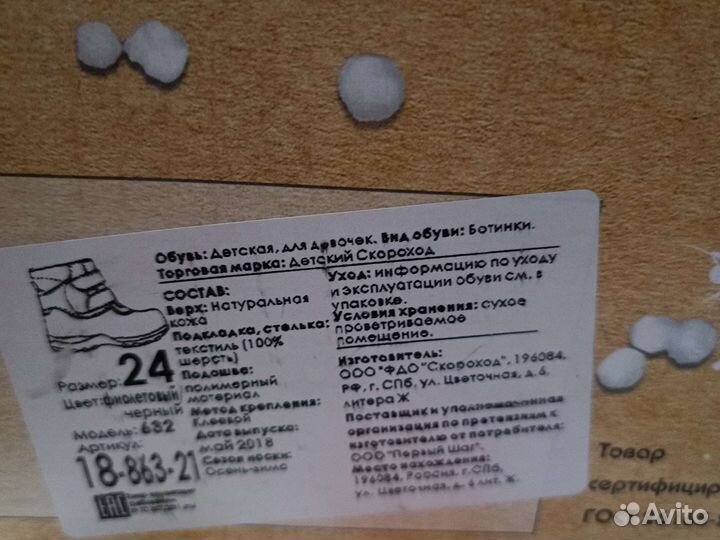 Обувь: Детская, для девочек. Вид обуви: Ботинки.
Торговая марка: Детский Скороход
СОСТАВ:
Верх: Натуральная
кожа
Подкладка, стелька:
текстиль (100%
шерсть)
Подошва:
полимерный
материал
Метод крепления:
Клеевой
Дата выпуска:
май 2018
Сезон носки:
Осень-зима
Размер: 24
Цвет: фиолетовый
черный
Модель: 632
Артикул:
18-863-21
EAC
Уход: информацию по уходу
и эксплуатации обуви см. в
упаковке.
Условия хранения: сухое
проветриваемое
помещение.
Изготовитель:
ООО "ФДО "Скороход", 196084,
РФ, г. СПб, ул. Цветочная, д.6,
литера Ж
Поставщик и уполномоченная
организация по претензиям к
изготовителю от потребителя:
ООО "Первый Шаг",
Место нахождения:
196084, Россия, г.СПб,
ул. Цветочная, д.6 лит. Ж.
Товар
сертифицир
ГО
Avito